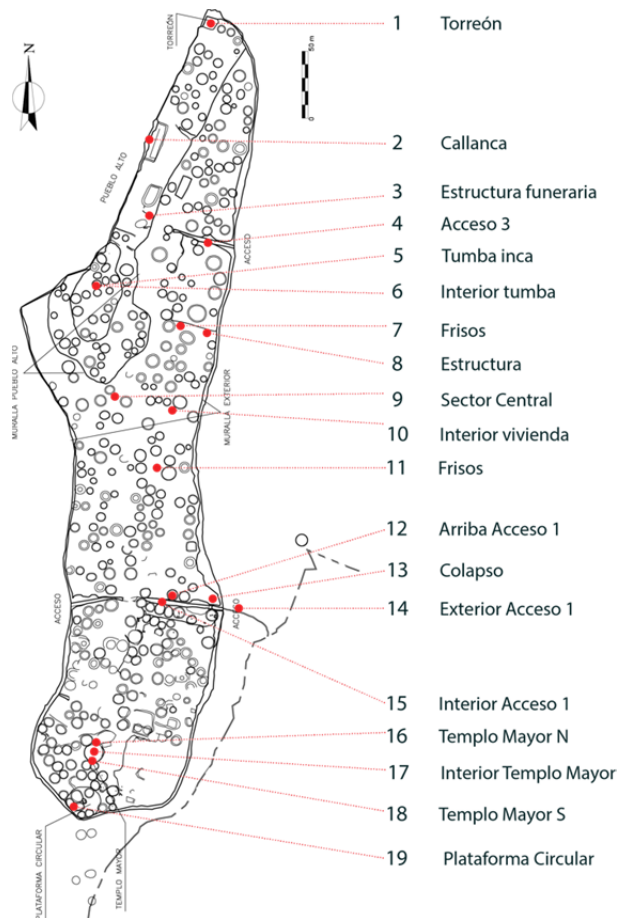 1 Torreón
TORREÓN
N
50 m
0
2 Callanca
PUEBLO ALTO
3 Estructura funeraria
4 Acceso 3
ACCESO
5 Tumba inca
6 Interior tumba
7 Frisos
8 Estructura
MURALLA PUEBLO ALTO
MURALLA EXTERIOR
9 Sector Central
10 Interior vivienda
11 Frisos
12 Arriba Acceso 1
13 Colapso
14 Exterior Acceso 1
ACCESO
ACCESO
15 Interior Acceso 1
16 Templo Mayor N
17 Interior Templo Mayor
18 Templo Mayor S
19 Plataforma Circular
PLATAFORMA CIRCULAR
TEMPLO MAYOR